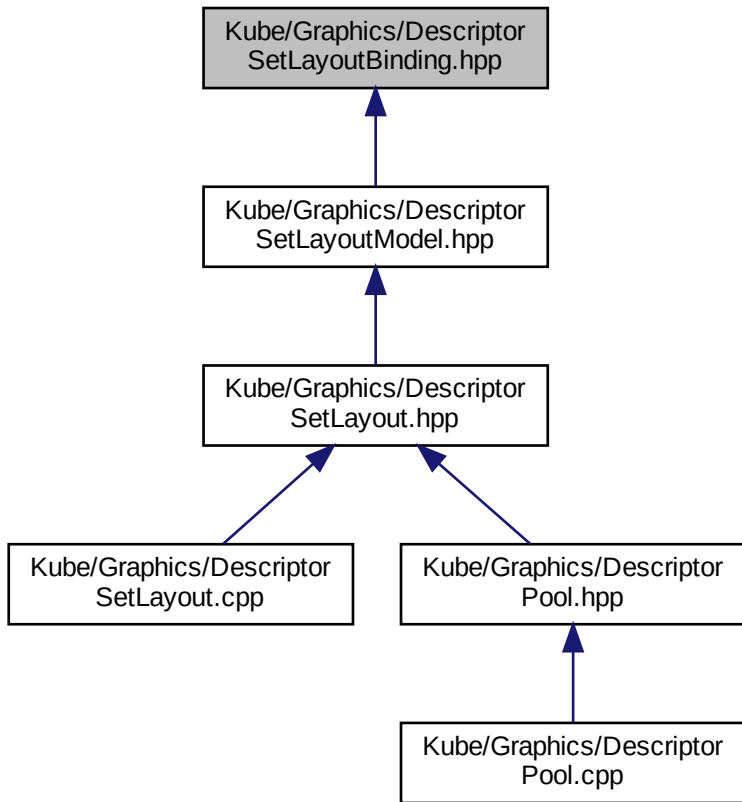 Kube/Graphics/Descriptor
SetLayoutBinding.hpp
Kube/Graphics/Descriptor
SetLayoutModel.hpp
Kube/Graphics/Descriptor
SetLayout.hpp
Kube/Graphics/Descriptor
SetLayout.cpp
Kube/Graphics/Descriptor
Pool.hpp
Kube/Graphics/Descriptor
Pool.cpp